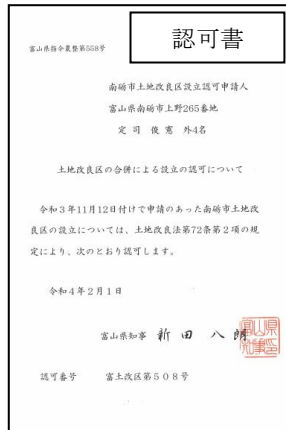 認可書
富山県指令農整第558号
南砺市土地改良区設立認可申請人
富山県南砺市上野265番地
定司 俊憲 外4名
土地改良区の合併による設立の認可について
令和3年11月12日付けで申請のあった南砺市土地改
良区の設立については、土地改良法第72条第2項の規
定により、次のとおり認可します。
令和4年2月1日
富山県知事 新田八朗
認可番号 富土改区第508号